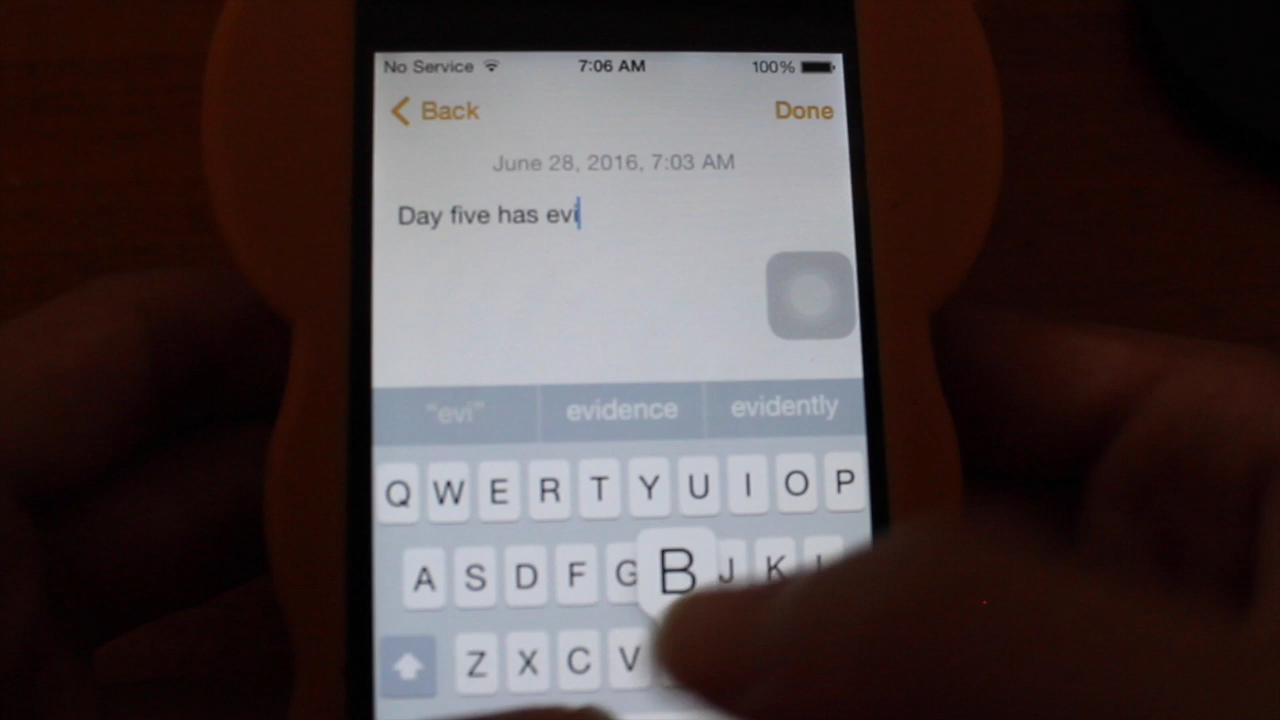 No Service 7:06 AM 100%
Back Done
June 28, 2016, 7:03 AM
Day five has evi
"evi" evidence evidently
Q W E R T Y U I O P
A S D F G B J K
Z X C V